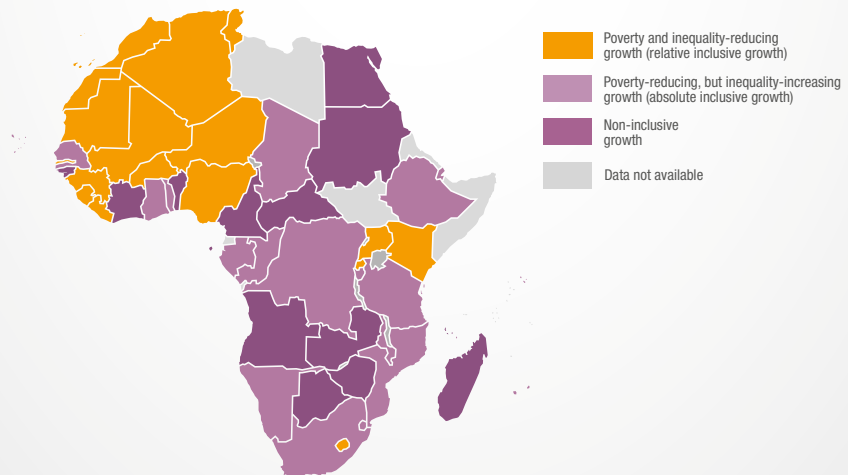 Poverty and inequality-reducing
growth (relative inclusive growth)
Poverty-reducing, but inequality-increasing
growth (absolute inclusive growth)
Non-inclusive
growth
Data not available